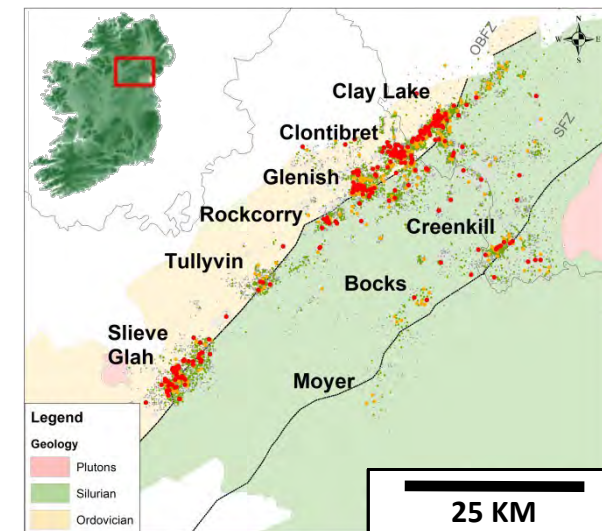 N
W E
S
OBFZ
SFZ
Clay Lake
Clontibret
Glenish
Rockcorry
Creenkill
Tullyvin
Bocks
Slieve
Glah
Moyer
Legend
Geology
Plutons
Silurian
Ordovician
25 KM